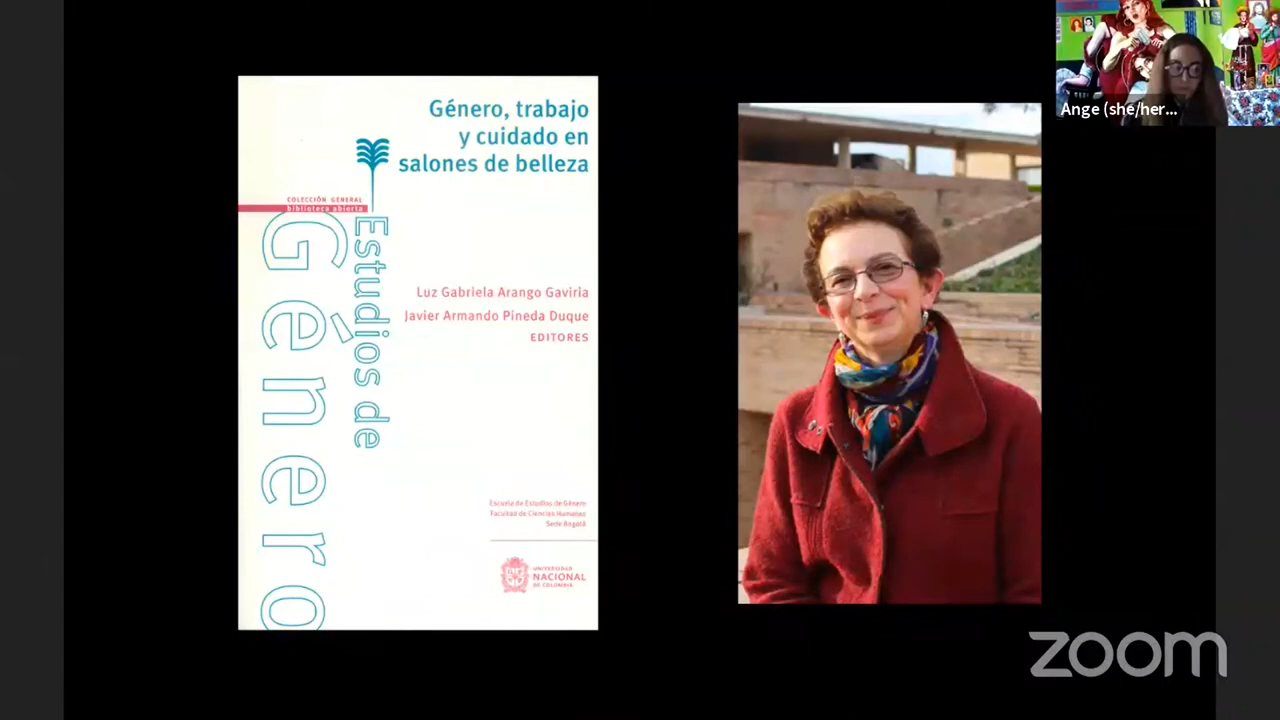 Género, trabajo
y cuidado en
salones de belleza
COLECCIÓN GENERAL
biblioteca abierta
Estudios de
Género
Luz Gabriela Arango Gaviria
Javier Armando Pineda Duque
EDITORES
Escuela de Estudios de Género
Facultad de Ciencias Humanas
Sede Bogotá
UNIVERSIDAD
NACIONAL
DE COLOMBIA
Ange (she/her...
zoom